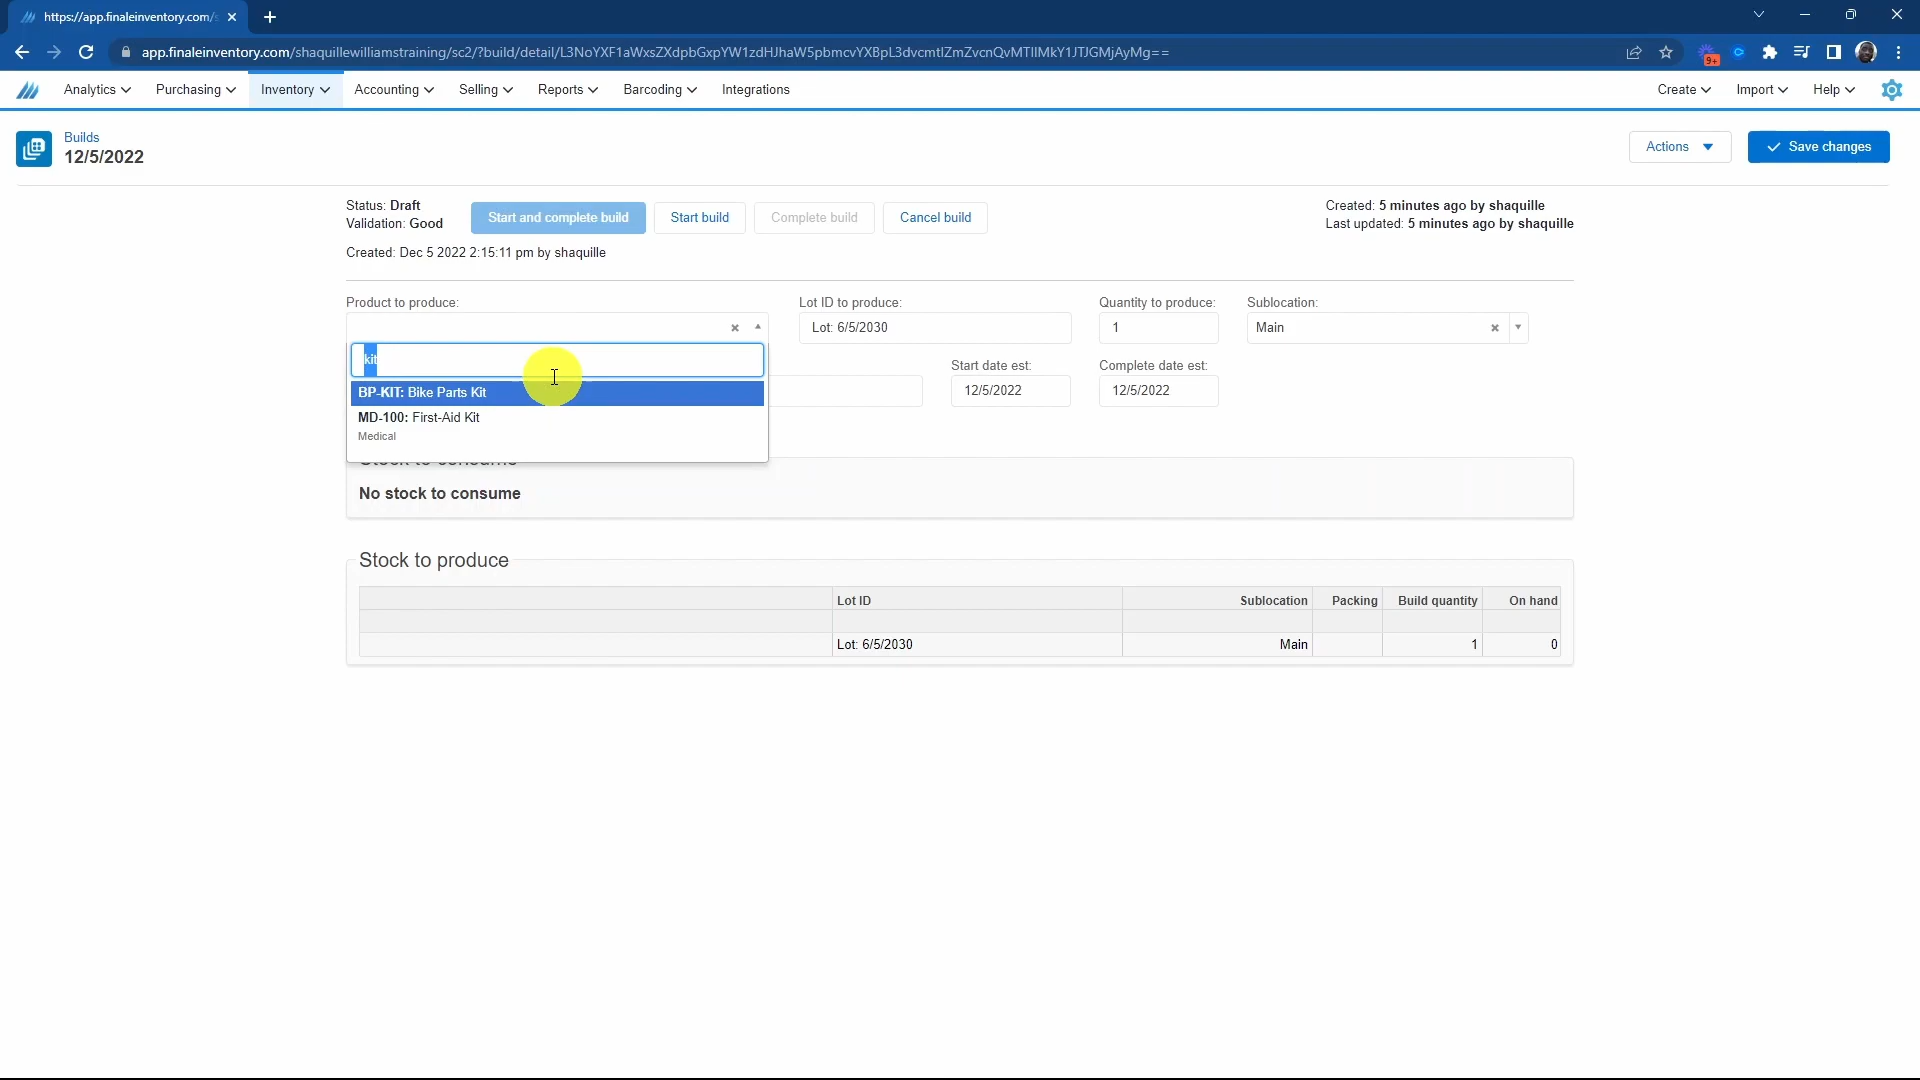 https://app.finaleinventory.com/
app.finaleinventory.com/shaquillewilliamstraining/sc2/?build/detail/L3NoYXF1aWxsZXdpbGxpYW1zdHJhaW5pbmcvYXBpL3dvcmtlZmZvcnQvMTIlMkY1JTJGMjAyMg==
9+
Analytics
Purchasing
Inventory
Accounting
Selling
Reports
Barcoding
Integrations
Create
Import
Help
Builds
12/5/2022
Actions
Save changes
Status: Draft
Validation: Good
Start and complete build
Start build
Complete build
Cancel build
Created: 5 minutes ago by shaquille
Last updated: 5 minutes ago by shaquille
Created: Dec 5 2022 2:15:11 pm by shaquille
Product to produce:
Lot ID to produce:
Quantity to produce:
Sublocation:
Lot: 6/5/2030
1
Main
kit
Start date est:
Complete date est:
BP-KIT: Bike Parts Kit
12/5/2022
12/5/2022
MD-100: First-Aid Kit
Medical
Stock to consume
No stock to consume
Stock to produce
Lot ID
Sublocation
Packing
Build quantity
On hand
Lot: 6/5/2030
Main
1
0